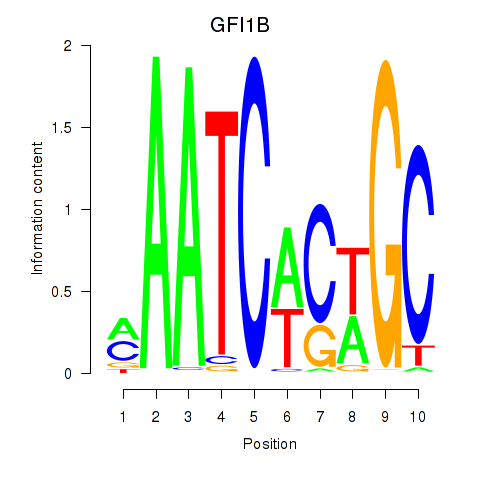 GFI1B
2
1.5
1
0.5
0
Information content
A C G T A A C T C G C A T C C G A T A G G C T A
1 2 3 4 5 6 7 8 9 10
Position